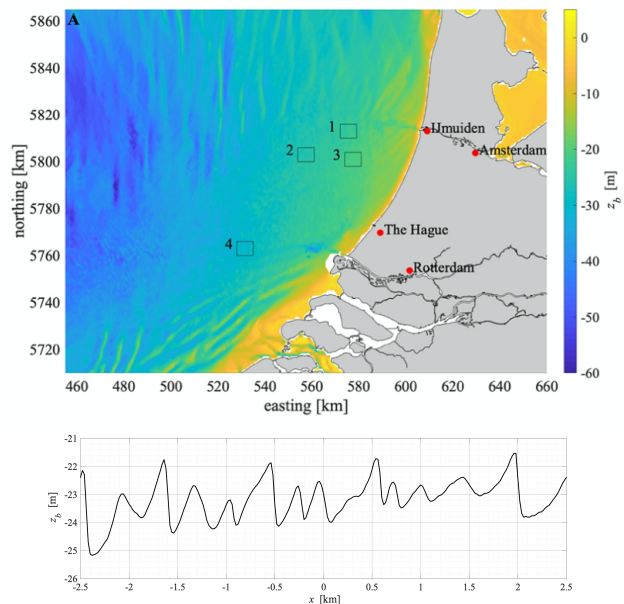 A
5860
5840
5820
5800
5780
5760
5740
5720
northing [km]
1
2
3
4
IJmuiden
Amsterdam
The Hague
Rotterdam
460 480 500 520 540 560 580 600 620 640 660
easting [km]
0
-10
-20
-30
-40
-50
-60
z_b [m]
-21
-22
-23
-24
-25
-26
z_b [m]
-2.5 -2 -1.5 -1 -0.5 0 0.5 1 1.5 2 2.5
x [km]